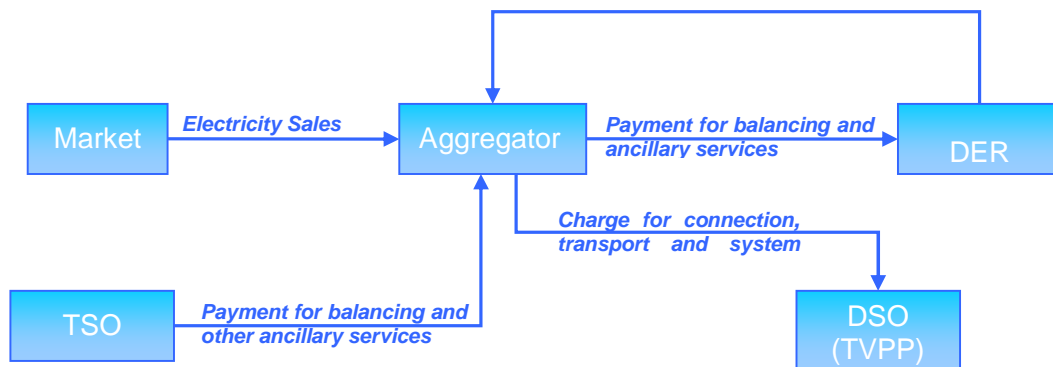 Market
Electricity Sales
Aggregator
Payment for balancing and
ancillary services
DER
Charge for connection,
transport and system
TSO
Payment for balancing and
other ancillary services
DSO
(TVPP)